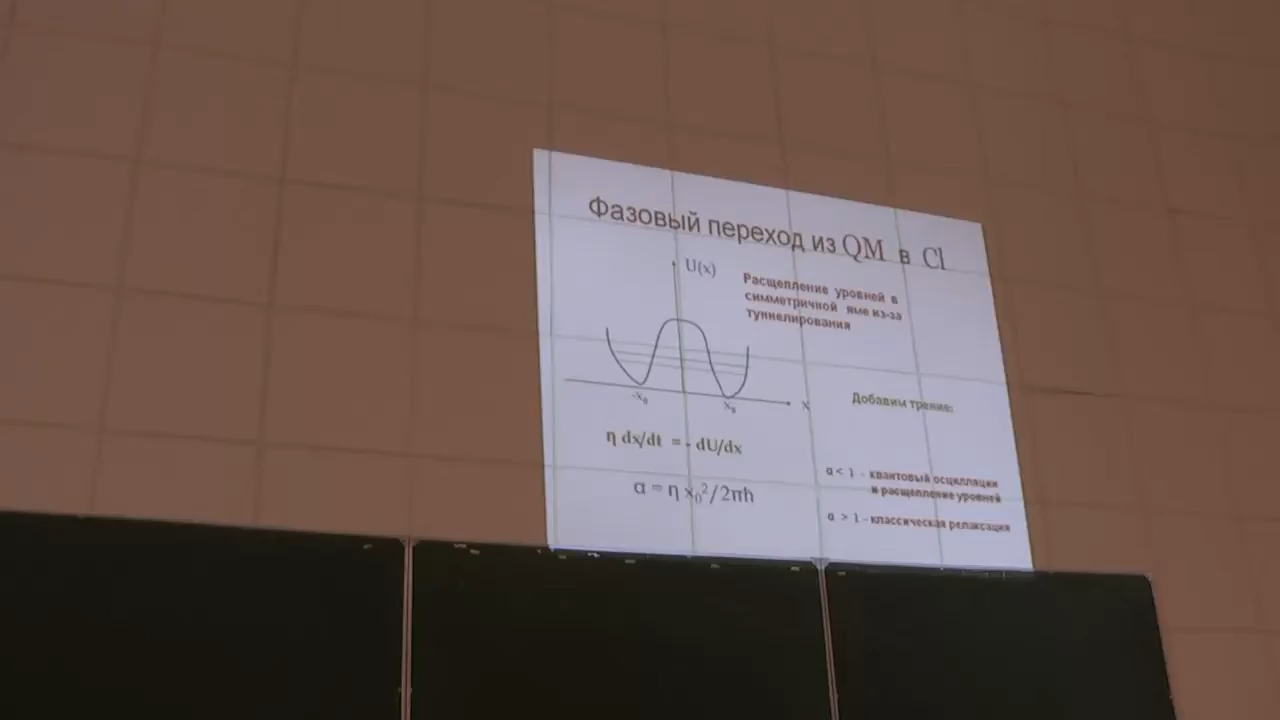 Фазовый переход из QM в Cl
U(x)
Расщепление уровней в
симметричной яме из-за
туннелирования
-x₀
x₀
X
Добавим трение:
η dx/dt = - dU/dx
α = η x₀²/2πħ
α < 1 - квантовый осцилляции
и расщепление уровней
α > 1 - классическая релаксация